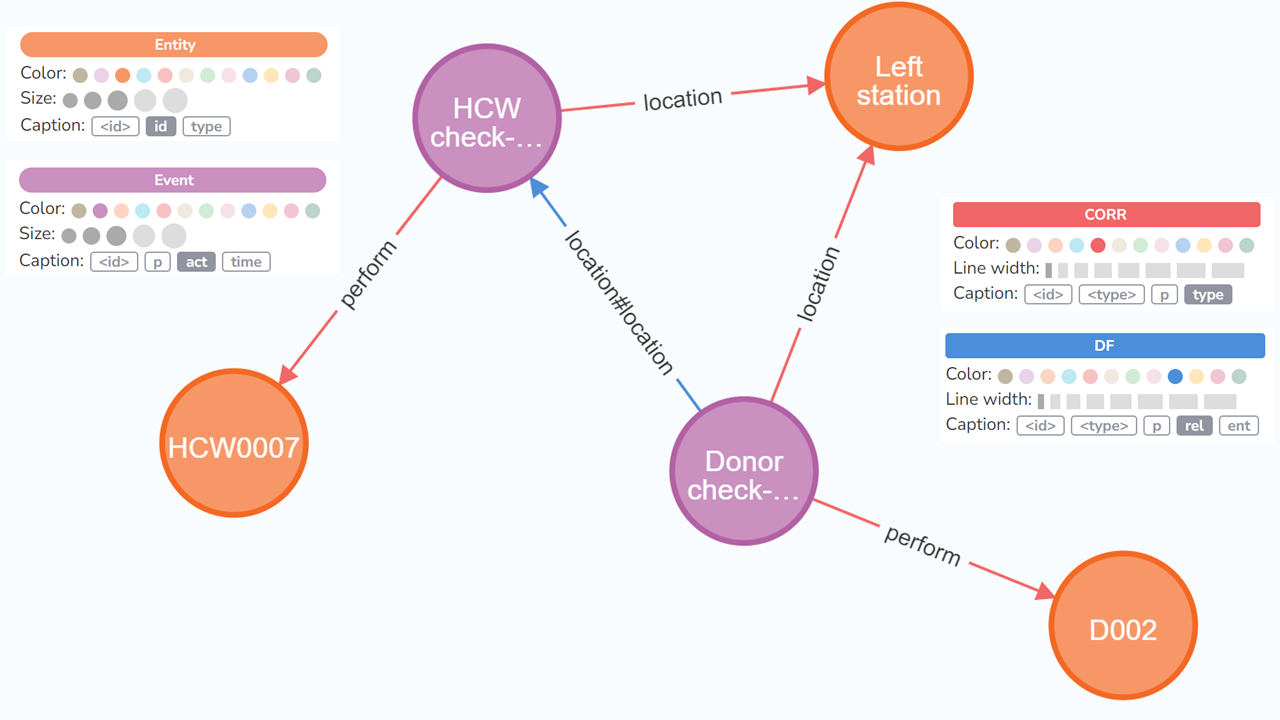 Entity
Color:
Size:
Caption: <id> id type
Event
Color:
Size:
Caption: <id> p act time
HCW
check-...
location
Left
station
perform
location#location
location
HCW0007
Donor
check-...
perform
D002
CORR
Color:
Line width:
Caption: <id> <type> p type
DF
Color:
Line width:
Caption: <id> <type> p rel ent